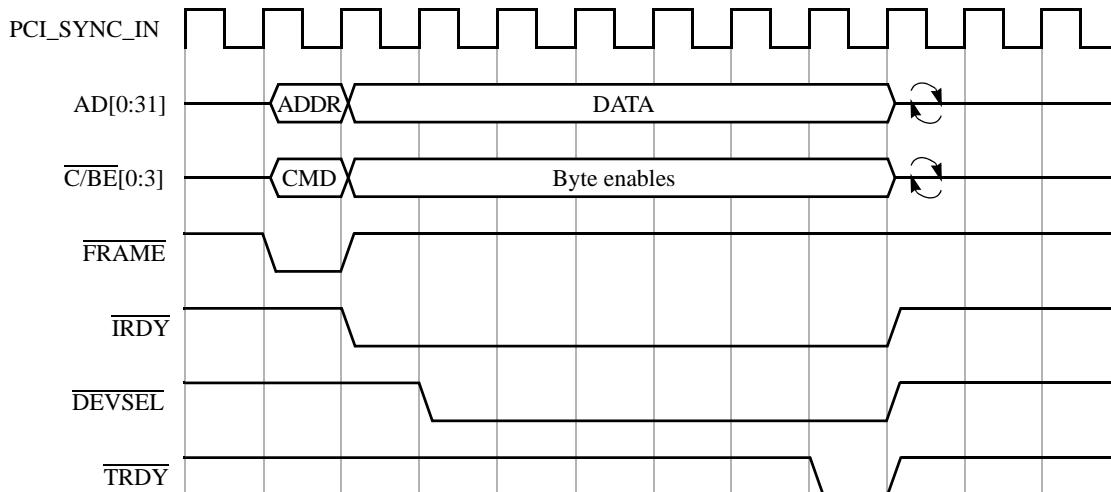 PCI_SYNC_IN
AD[0:31] ADDR DATA
C/BE[0:3] CMD Byte enables
FRAME
IRDY
DEVSEL
TRDY